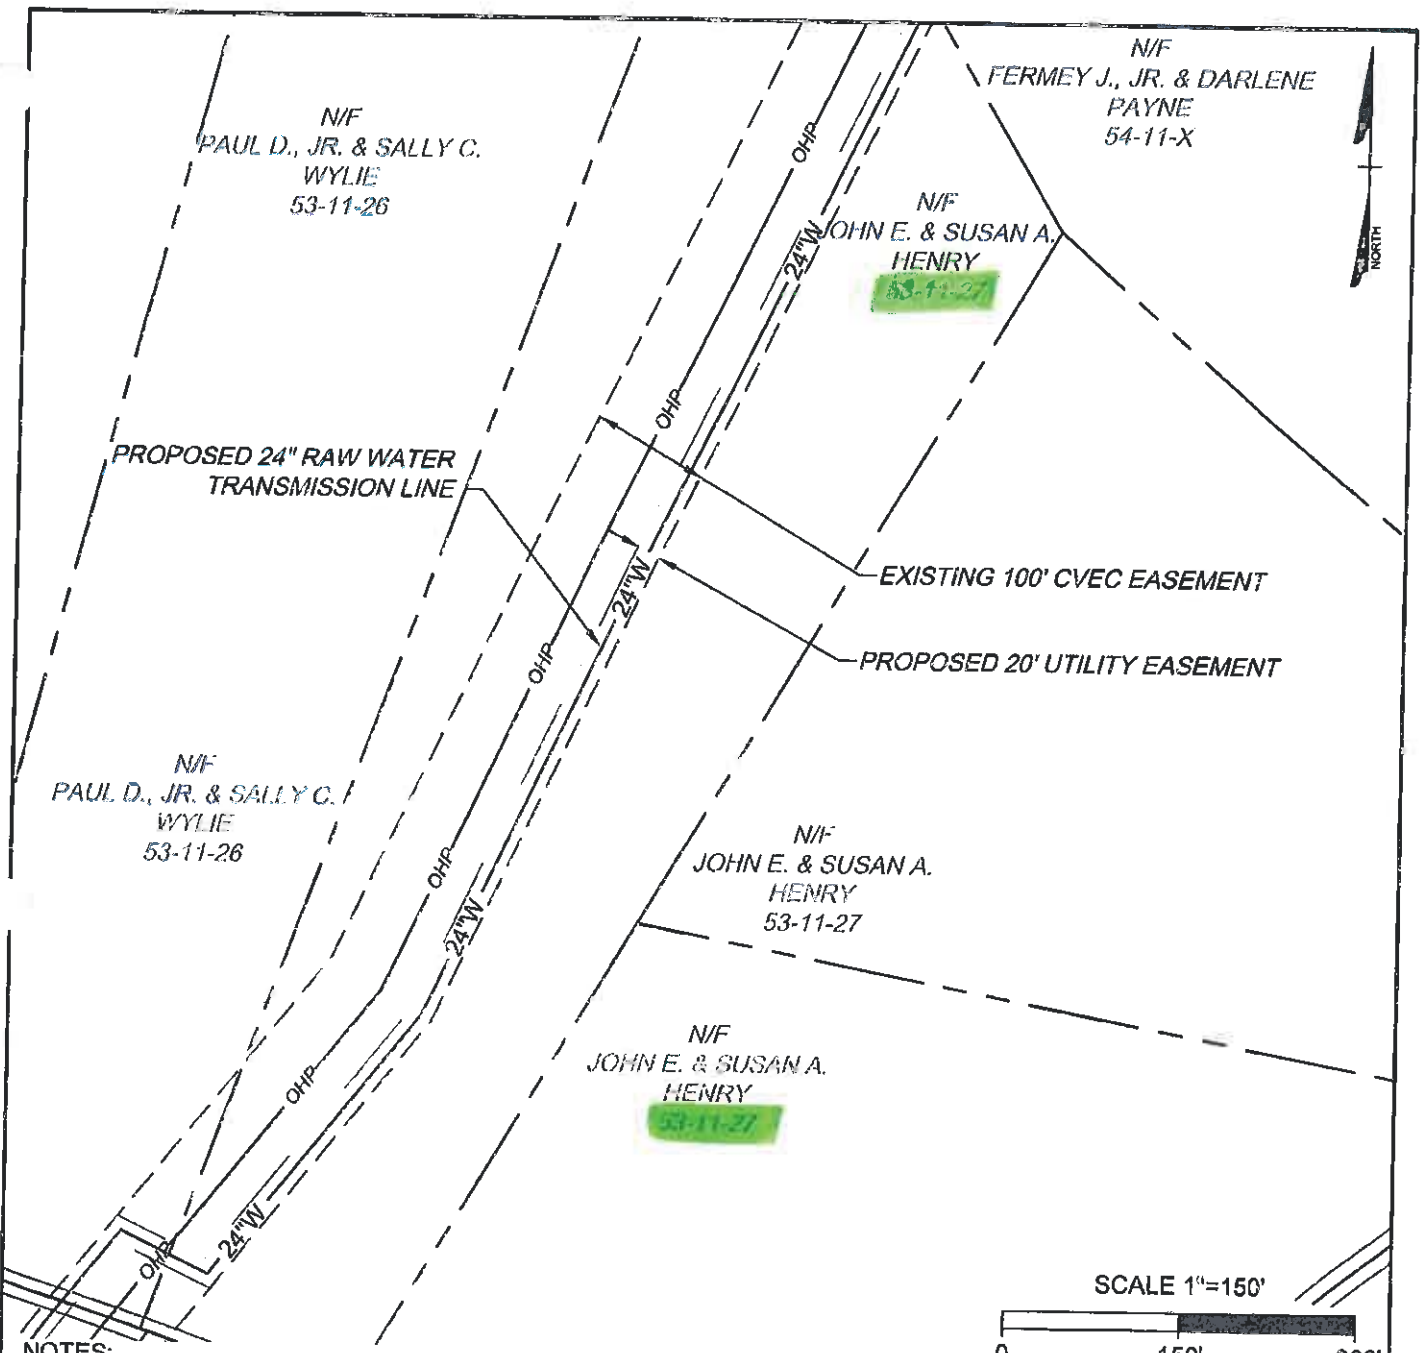 N/F
FERMEY J., JR. & DARLENE
PAYNE
54-11-X
N/F
PAUL D., JR. & SALLY C.
WYLIE
53-11-26
NORTH
OHP
N/F
JOHN E. & SUSAN A.
HENRY
53-11-27
24"W
OHP
PROPOSED 24" RAW WATER
TRANSMISSION LINE
EXISTING 100' CVEC EASEMENT
24"W
PROPOSED 20' UTILITY EASEMENT
OHP
N/F
PAUL D., JR. & SALLY C.
WYLIE
53-11-26
N/F
JOHN E. & SUSAN A.
HENRY
53-11-27
OHP
24"W
N/F
JOHN E. & SUSAN A.
HENRY
53-11-27
OHP
24"W
OHP
SCALE 1"=150'
NOTES:
0 150'